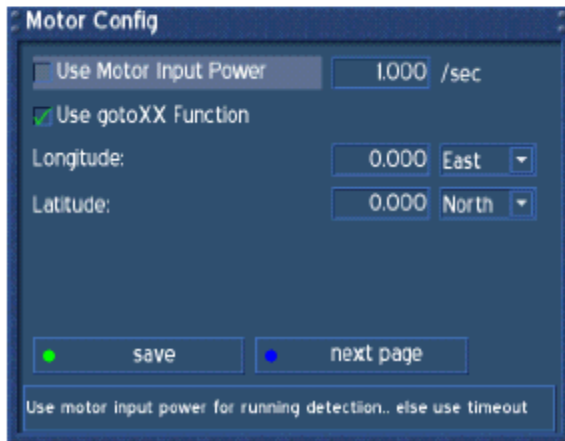 Motor Config
Use Motor Input Power 1.000 /sec
Use gotoXX Function
Longitude: 0.000 East
Latitude: 0.000 North
save next page
Use motor input power for running detectiion.. else use timeout